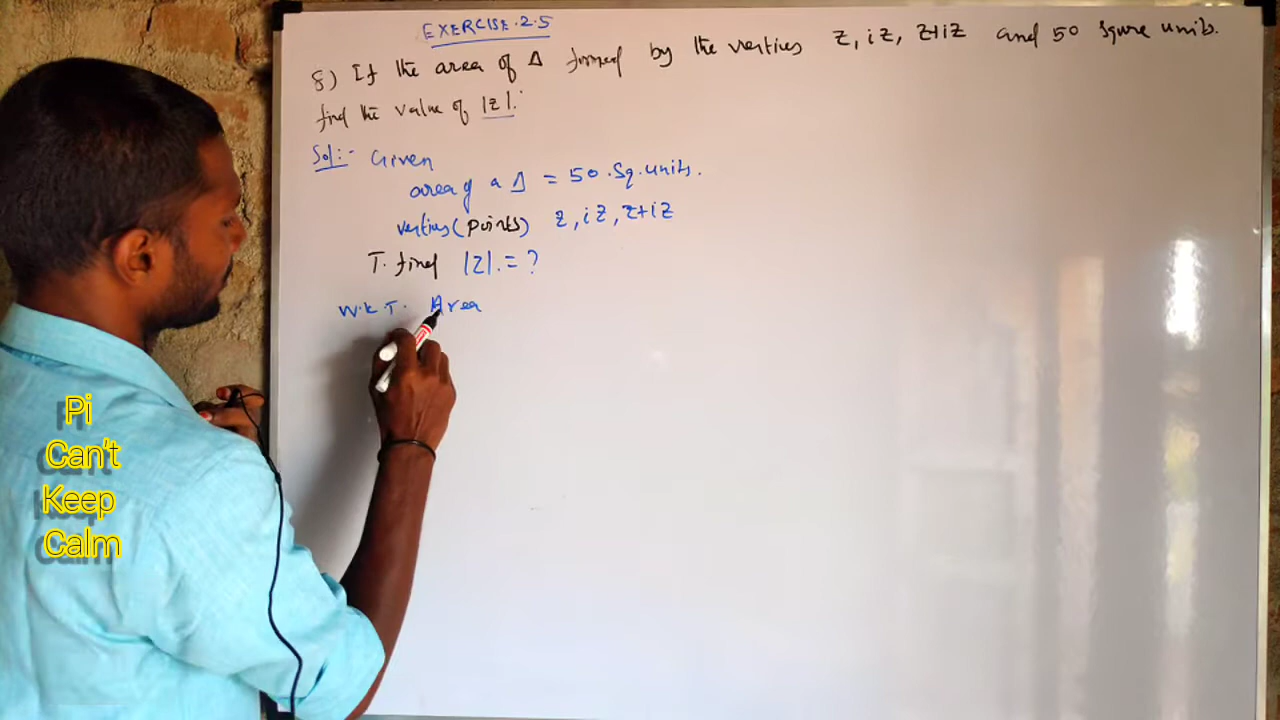 EXERCISE.2.5
8) If the area of Δ formed by the vertices z, iz, z+iz and 50 square units.
find the value of |z|.
Sol:- Given
area of a Δ = 50.Sq.units.
vertices(points) z, iz, z+iz
T. find |z|. = ?
W.K.T. Area
Pi
Can't
Keep
Calm